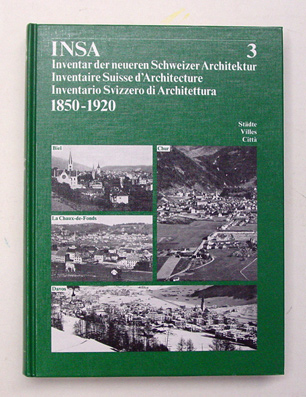 INSA 3
Inventar der neueren Schweizer Architektur
Inventaire Suisse d'Architecture
Inventario Svizzero di Architettura
1850-1920
Städte
Villes
Città
Biel
Chur
La Chaux-de-Fonds
Davos